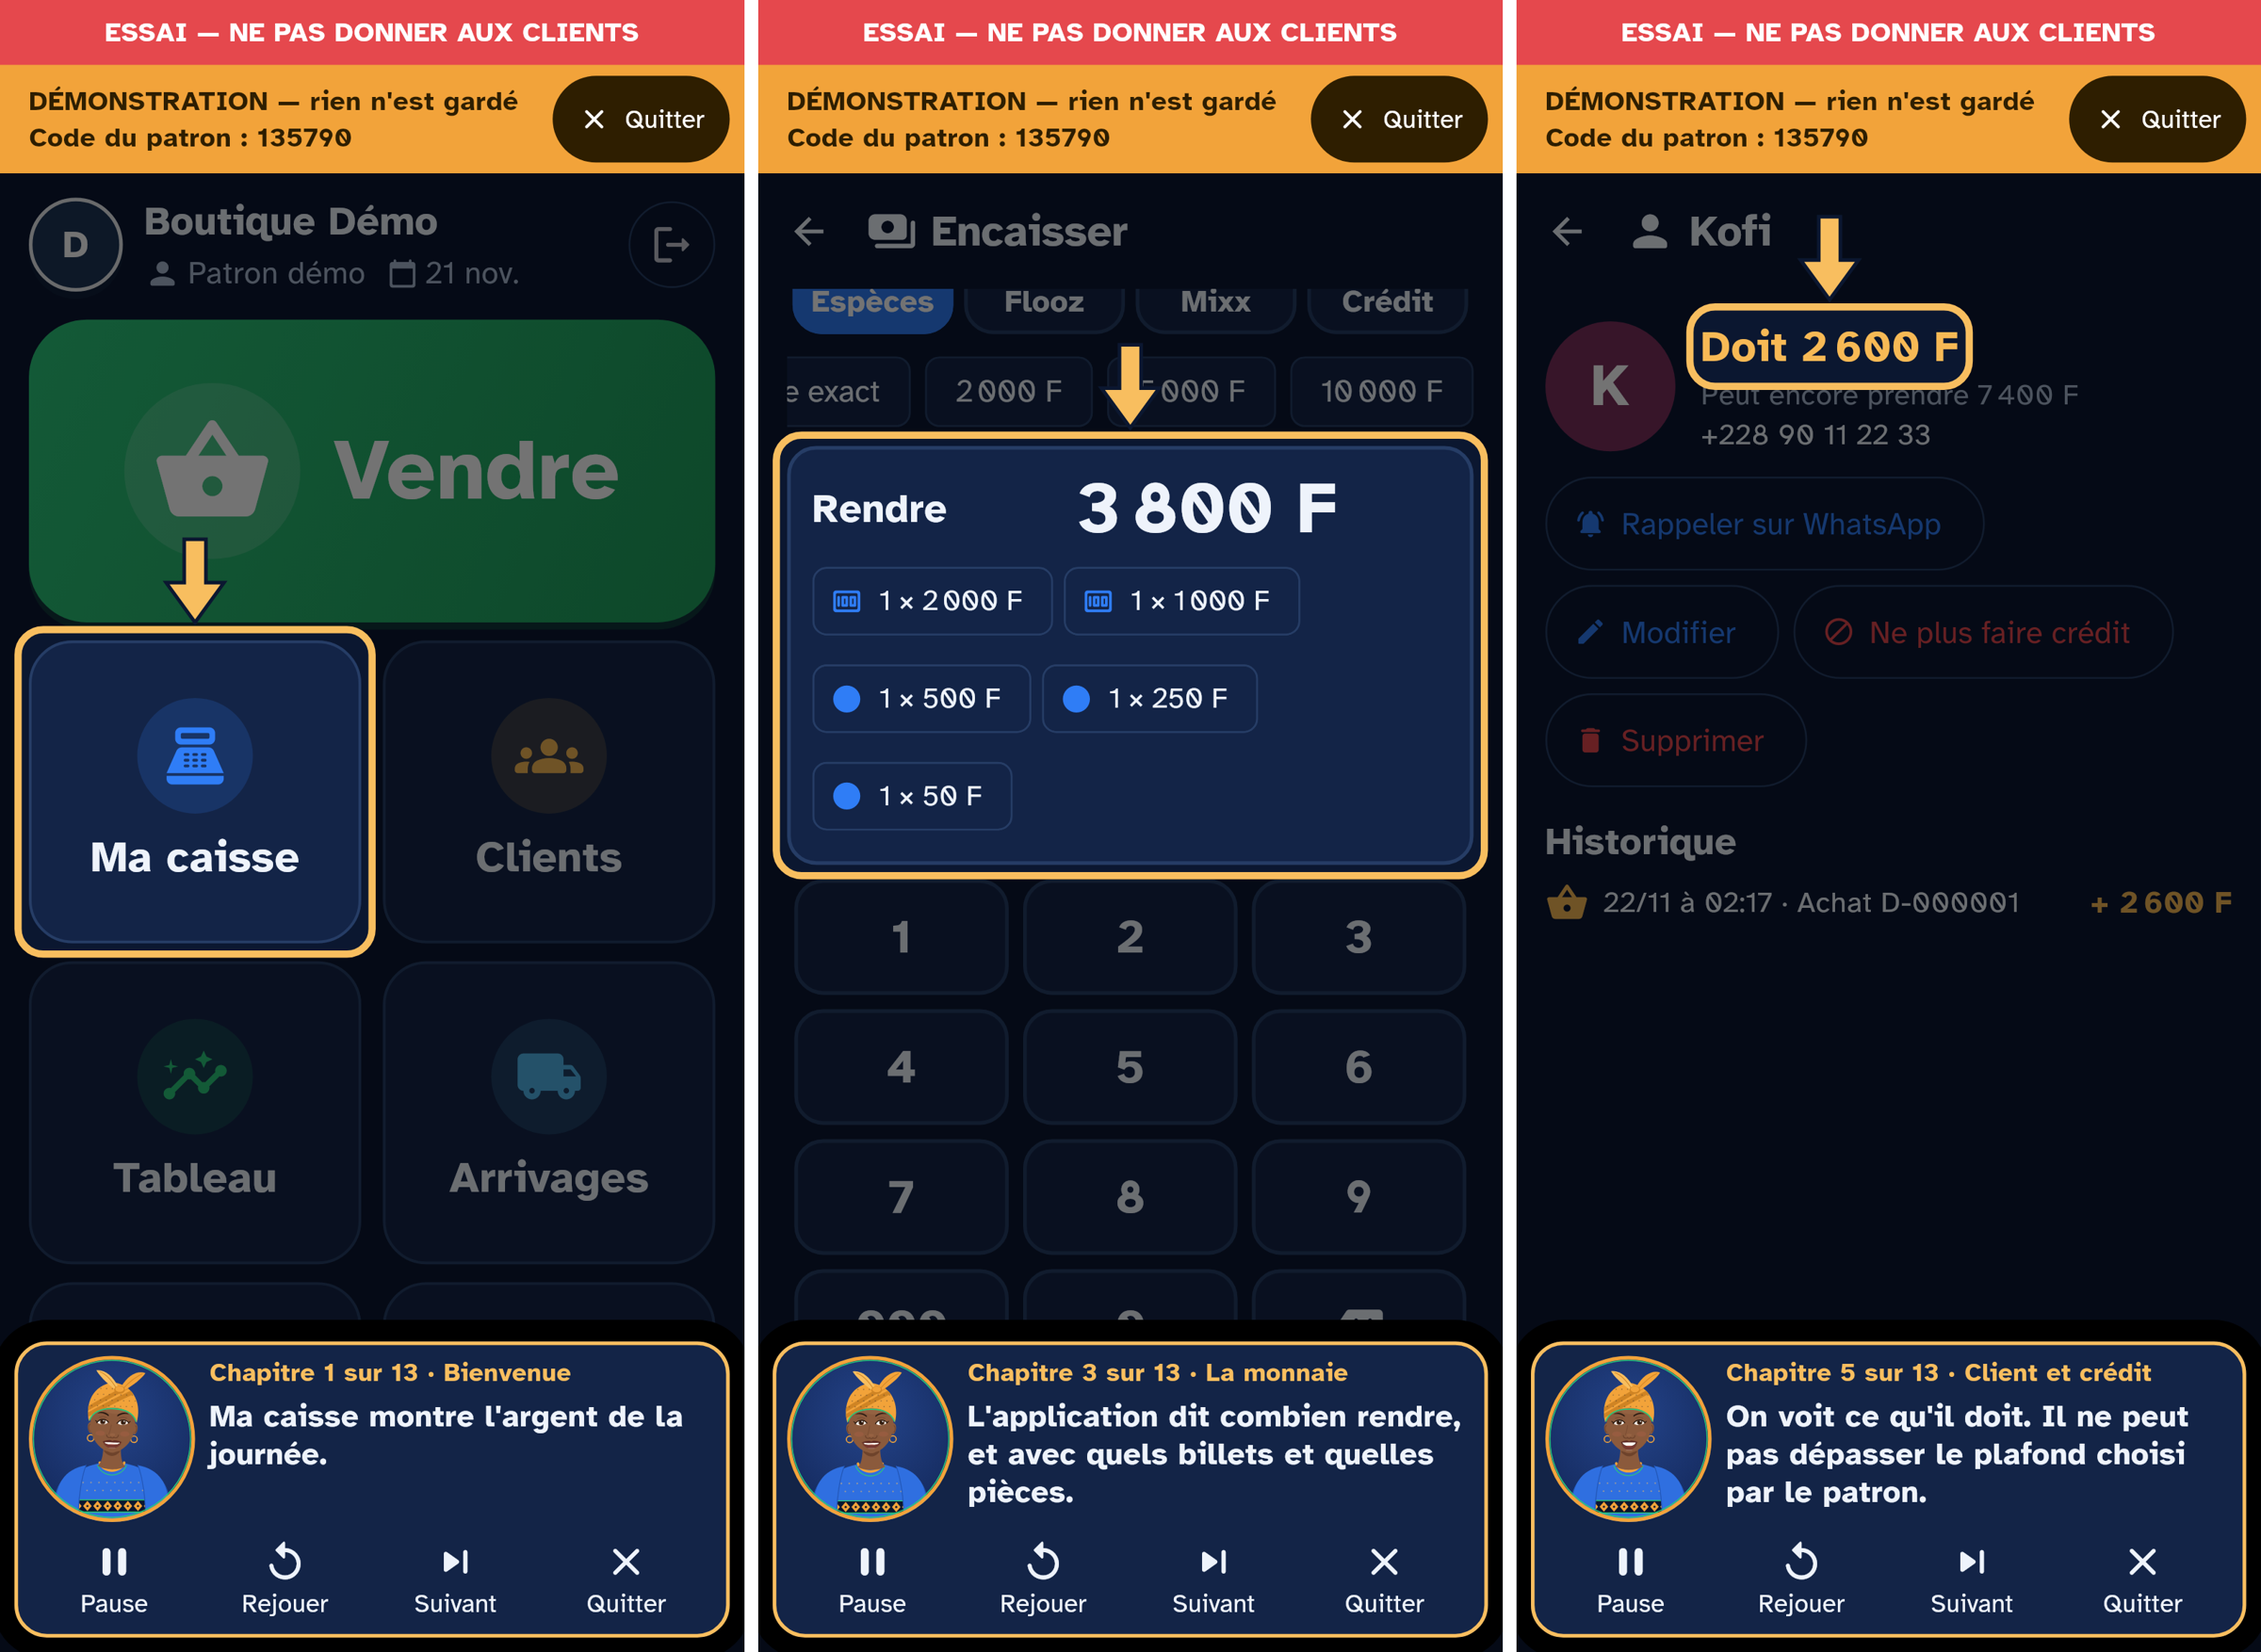 ESSAI — NE PAS DONNER AUX CLIENTS
DÉMONSTRATION — rien n'est gardé
Code du patron : 135790
Quitter
D
Boutique Démo
Patron démo
21 nov.
Vendre
Ma caisse
Clients
Tableau
Arrivages
Chapitre 1 sur 13 · Bienvenue
Ma caisse montre l'argent de la
journée.
Pause
Rejouer
Suivant
Quitter
ESSAI — NE PAS DONNER AUX CLIENTS
DÉMONSTRATION — rien n'est gardé
Code du patron : 135790
Quitter
Encaisser
Espèces
Flooz
Mixx
Crédit
e exact
2 000 F
000 F
10 000 F
Rendre
3 800 F
1 × 2 000 F
1 × 1 000 F
1 × 500 F
1 × 250 F
1 × 50 F
1
2
3
4
5
6
7
8
9
Chapitre 3 sur 13 · La monnaie
L'application dit combien rendre,
et avec quels billets et quelles
pièces.
Pause
Rejouer
Suivant
Quitter
ESSAI — NE PAS DONNER AUX CLIENTS
DÉMONSTRATION — rien n'est gardé
Code du patron : 135790
Quitter
Kofi
K
Doit 2 600 F
Peut encore prendre 7 400 F
+228 90 11 22 33
Rappeler sur WhatsApp
Modifier
Ne plus faire crédit
Supprimer
Historique
22/11 à 02:17 · Achat D-000001
+ 2 600 F
Chapitre 5 sur 13 · Client et crédit
On voit ce qu'il doit. Il ne peut
pas dépasser le plafond choisi
par le patron.
Pause
Rejouer
Suivant
Quitter